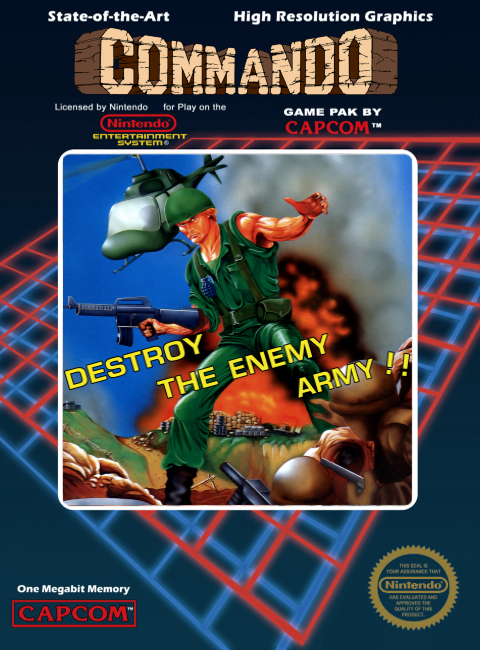 State-of-the-Art High Resolution Graphics
COMMANDO
Licensed by Nintendo for Play on the
Nintendo®
ENTERTAINMENT
SYSTEM®
GAME PAK BY
CAPCOM™
DESTROY
THE ENEMY
ARMY !!
One Megabit Memory
CAPCOM™
THIS SEAL IS
YOUR ASSURANCE THAT
Nintendo
HAS EVALUATED AND
APPROVED THE
QUALITY OF THIS
PRODUCT.